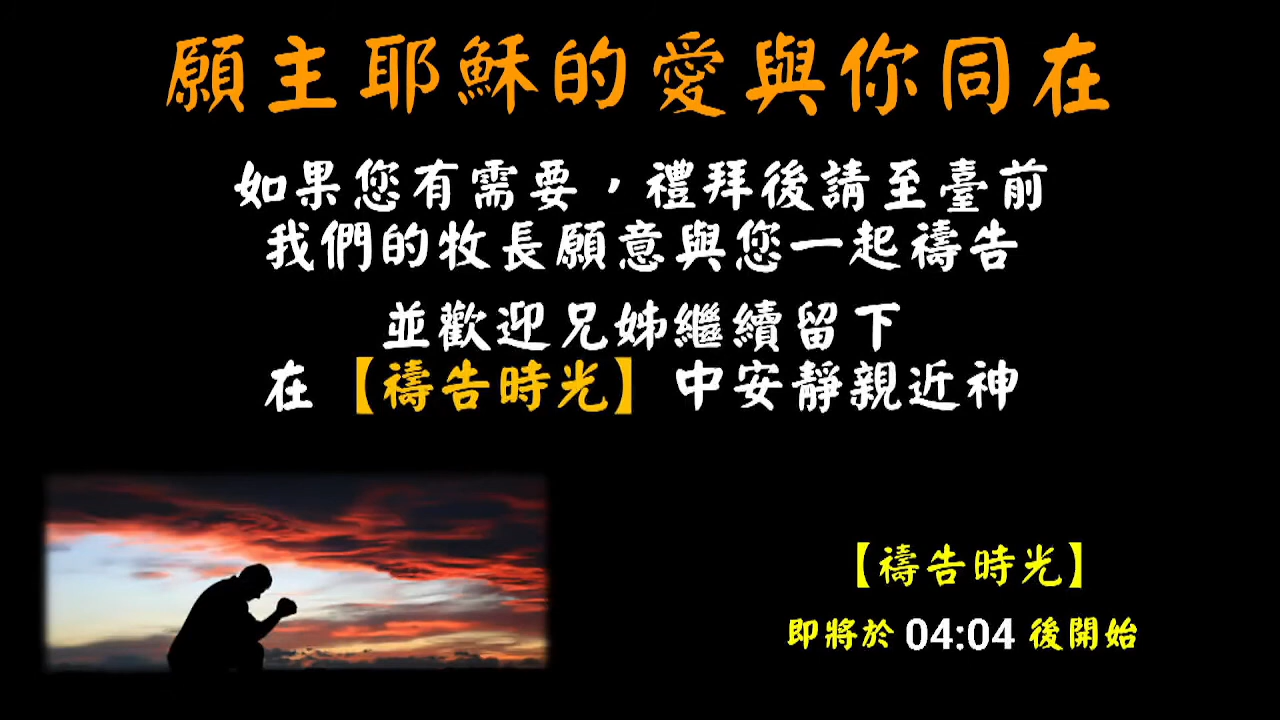 願主耶穌的愛與你同在
如果您有需要，禮拜後請至臺前
我們的牧長願意與您一起禱告
並歡迎兄姊繼續留下
在【禱告時光】中安靜親近神
【禱告時光】
即將於 04:04 後開始